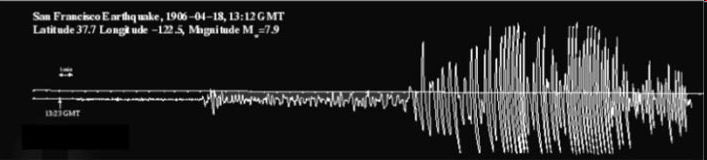 San Francisco Earthquake, 1906-04-18, 13:12 GMT
Latitude 37.7 Longitude -122.5, Magnitude Mw=7.9
13:23 GMT